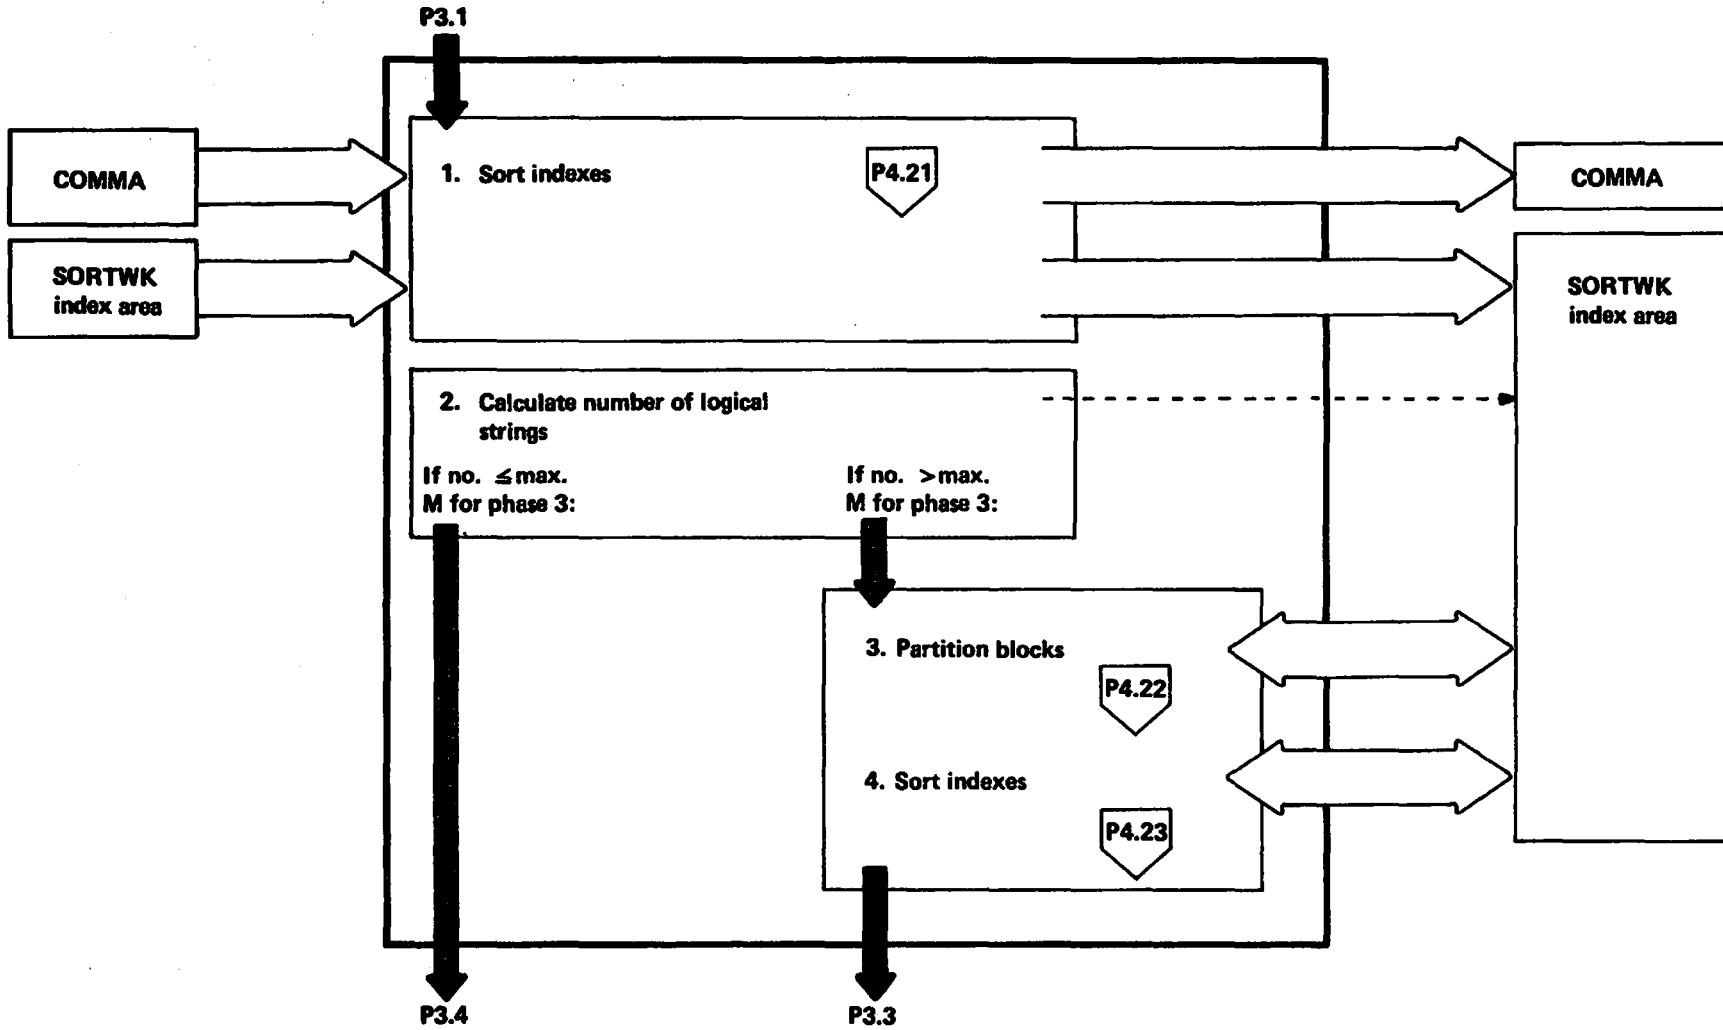 P3.1
COMMA
SORTWK
index area
1. Sort indexes
P4.21
COMMA
SORTWK
index area
2. Calculate number of logical
strings
If no. ≤ max.
M for phase 3:
If no. >max.
M for phase 3:
3. Partition blocks
P4.22
4. Sort indexes
P4.23
P3.4
P3.3